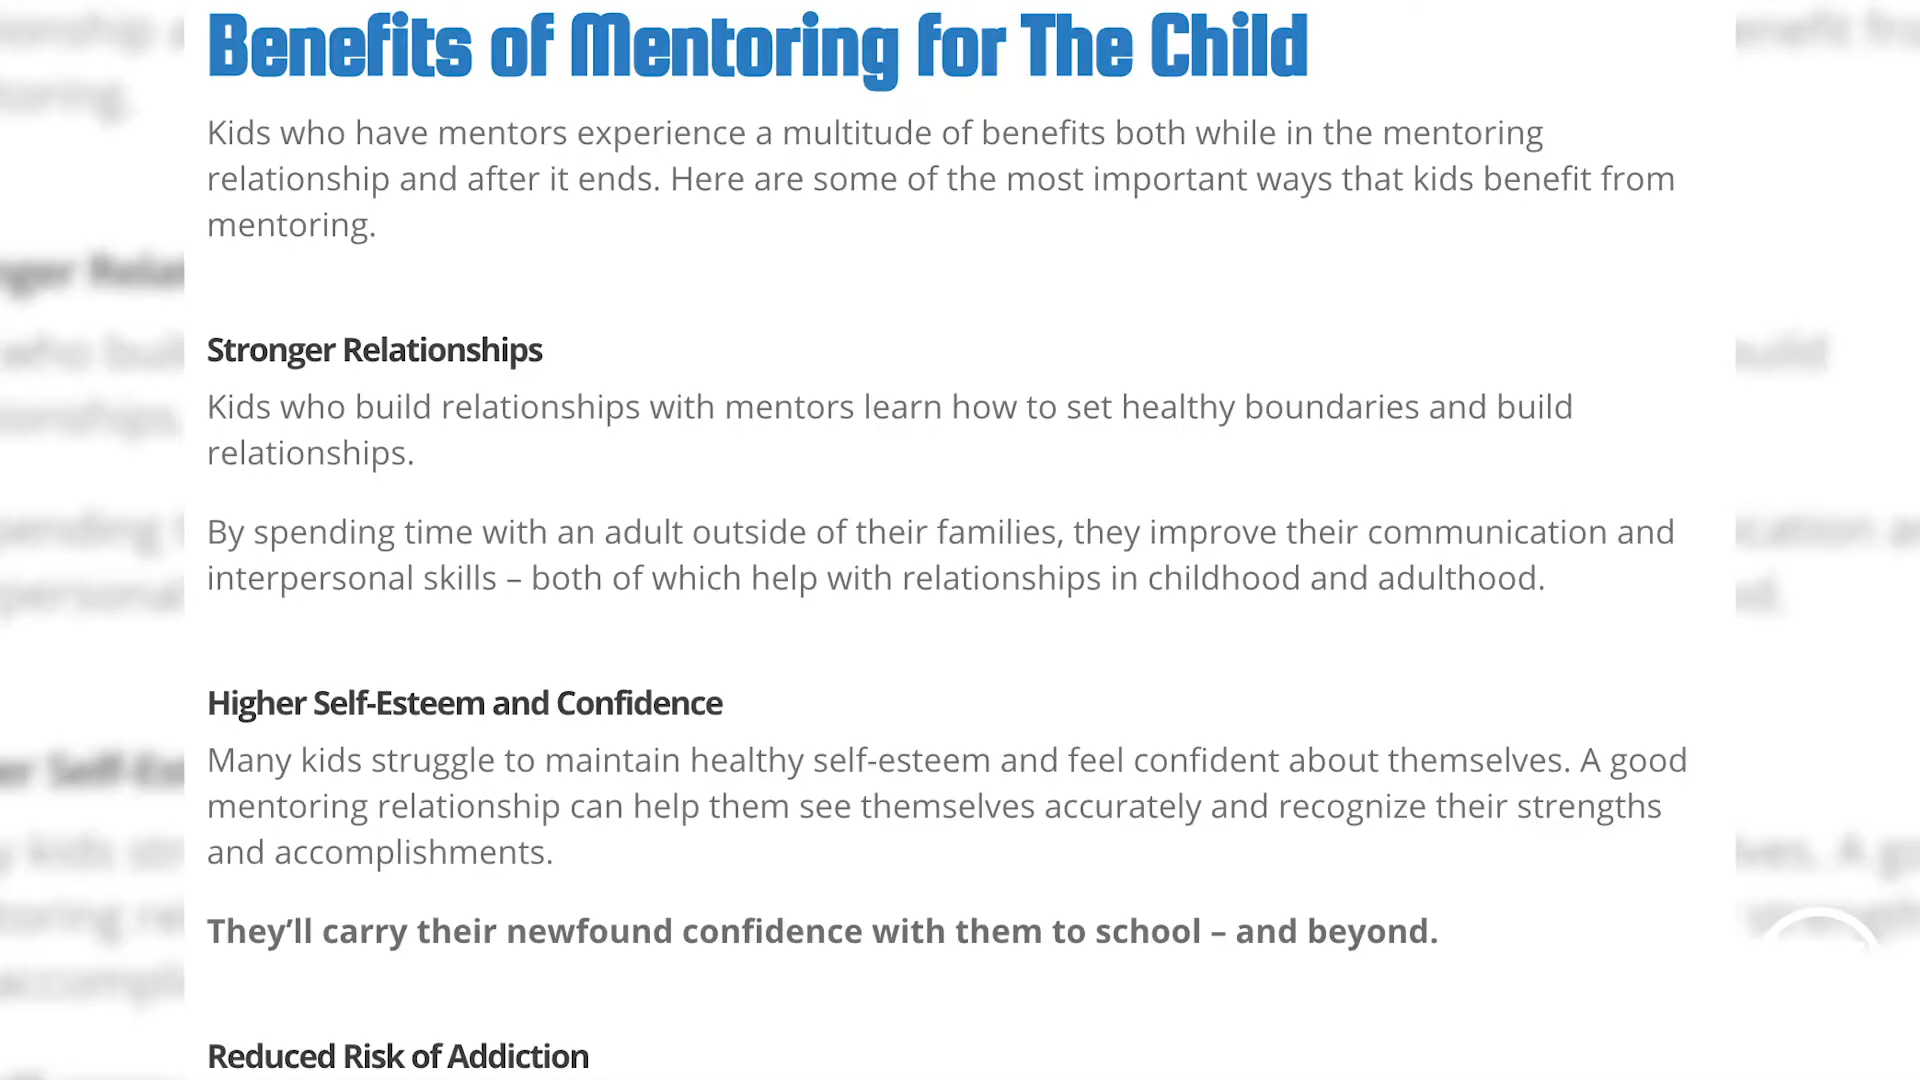 Benefits of Mentoring for The Child
Kids who have mentors experience a multitude of benefits both while in the mentoring
relationship and after it ends. Here are some of the most important ways that kids benefit from
mentoring.
Stronger Relationships
Kids who build relationships with mentors learn how to set healthy boundaries and build
relationships.
By spending time with an adult outside of their families, they improve their communication and
interpersonal skills – both of which help with relationships in childhood and adulthood.
Higher Self-Esteem and Confidence
Many kids struggle to maintain healthy self-esteem and feel confident about themselves. A good
mentoring relationship can help them see themselves accurately and recognize their strengths
and accomplishments.
They’ll carry their newfound confidence with them to school – and beyond.
Reduced Risk of Addiction